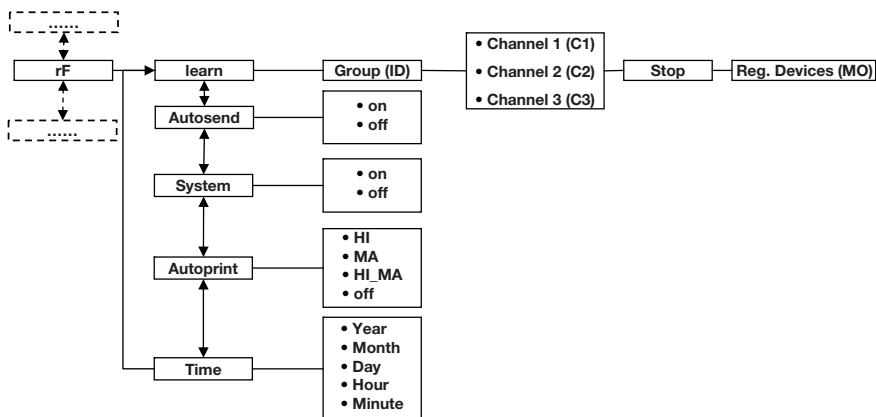 ......
rF
......
learn
Group (ID)
• Channel 1 (C1)
• Channel 2 (C2)
• Channel 3 (C3)
Stop
Reg. Devices (MO)
Autosend
• on
• off
System
• on
• off
Autoprint
• HI
• MA
• HI_MA
• off
Time
• Year
• Month
• Day
• Hour
• Minute